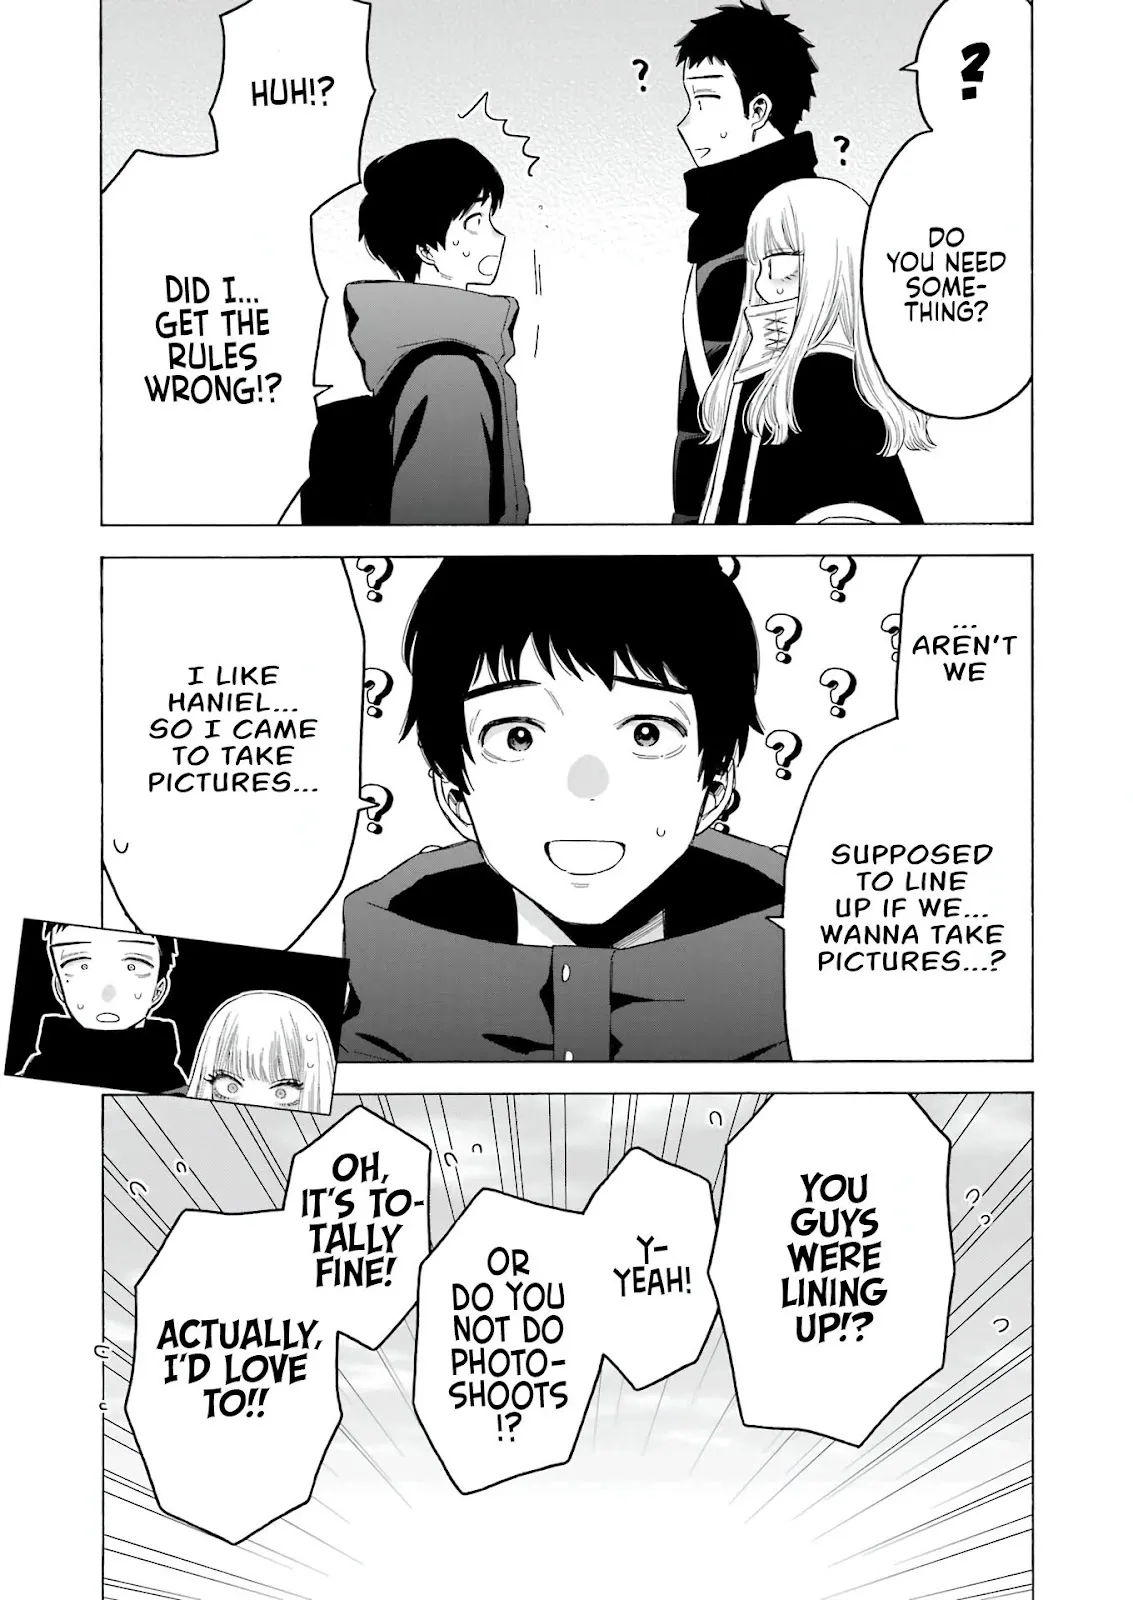 ?
DO
YOU NEED
SOME-
THING?
?
?
HUH!?
DID I...
GET THE
RULES
WRONG!?
...
AREN'T
WE
SUPPOSED
TO LINE
UP IF WE...
WANNA TAKE
PICTURES...?
? ? ? ? ? ? ? ?
I LIKE
HANIEL...
SO I CAME
TO TAKE
PICTURES...
YOU
GUYS
WERE
LINING
UP!?
Y-
YEAH!
OR
DO YOU
NOT DO
PHOTO-
SHOOTS
!?
OH,
IT'S TO-
TALLY
FINE!
ACTUALLY,
I'D LOVE
TO!!